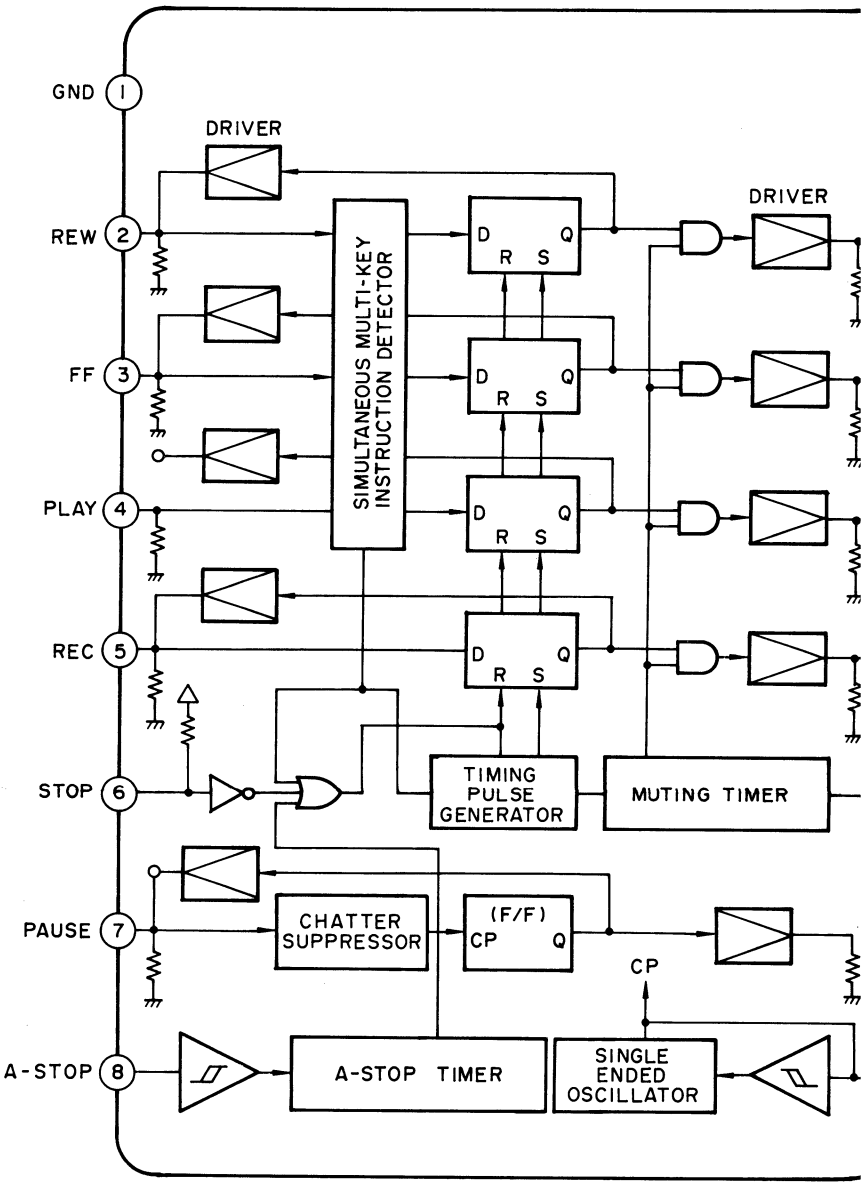 GND 1
DRIVER
REW 2
D Q
R S
DRIVER
SIMULTANEOUS MULTI-KEY
INSTRUCTION DETECTOR
FF 3
D Q
R S
PLAY 4
D Q
R S
REC 5
D Q
R S
STOP 6
TIMING
PULSE
GENERATOR
MUTING TIMER
PAUSE 7
CHATTER
SUPPRESSOR
(F/F)
CP Q
CP
A-STOP 8
A-STOP TIMER
SINGLE
ENDED
OSCILLATOR